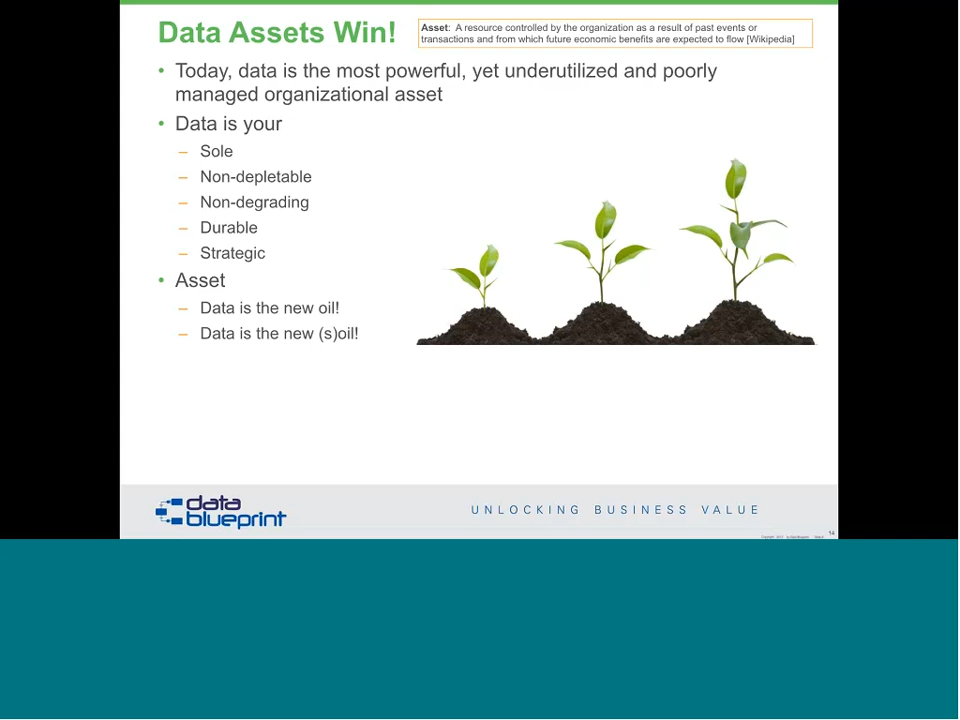 Data Assets Win!
Asset: A resource controlled by the organization as a result of past events or
transactions and from which future economic benefits are expected to flow [Wikipedia]
• Today, data is the most powerful, yet underutilized and poorly
managed organizational asset
• Data is your
– Sole
– Non-depletable
– Non-degrading
– Durable
– Strategic
• Asset
– Data is the new oil!
– Data is the new (s)oil!
data
blueprint
UNLOCKING BUSINESS VALUE
14